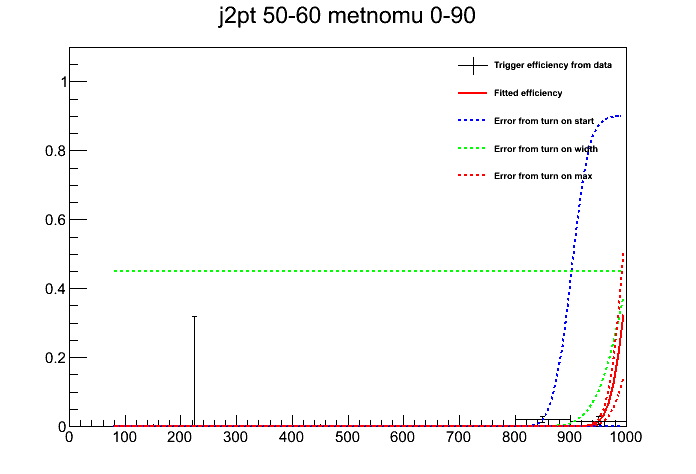 j2pt 50-60 metnomu 0-90
Trigger efficiency from data
Fitted efficiency
Error from turn on start
Error from turn on width
Error from turn on max
1
0.8
0.6
0.4
0.2
0
0 100 200 300 400 500 600 700 800 900 1000